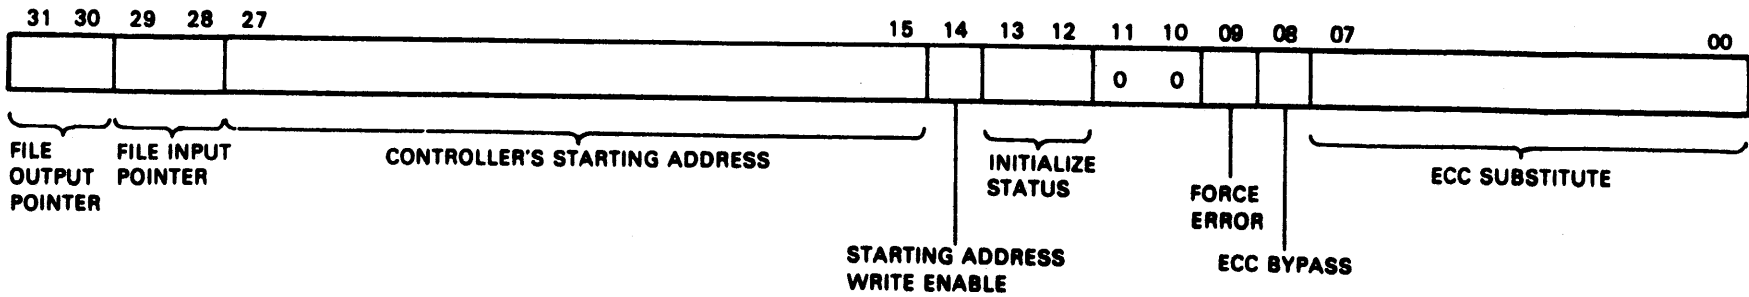 31 30 29 28 27 15 14 13 12 11 10 09 08 07 00
0 0
FILE
OUTPUT
POINTER
FILE INPUT
POINTER
CONTROLLER'S STARTING ADDRESS
STARTING ADDRESS
WRITE ENABLE
INITIALIZE
STATUS
FORCE
ERROR
ECC BYPASS
ECC SUBSTITUTE